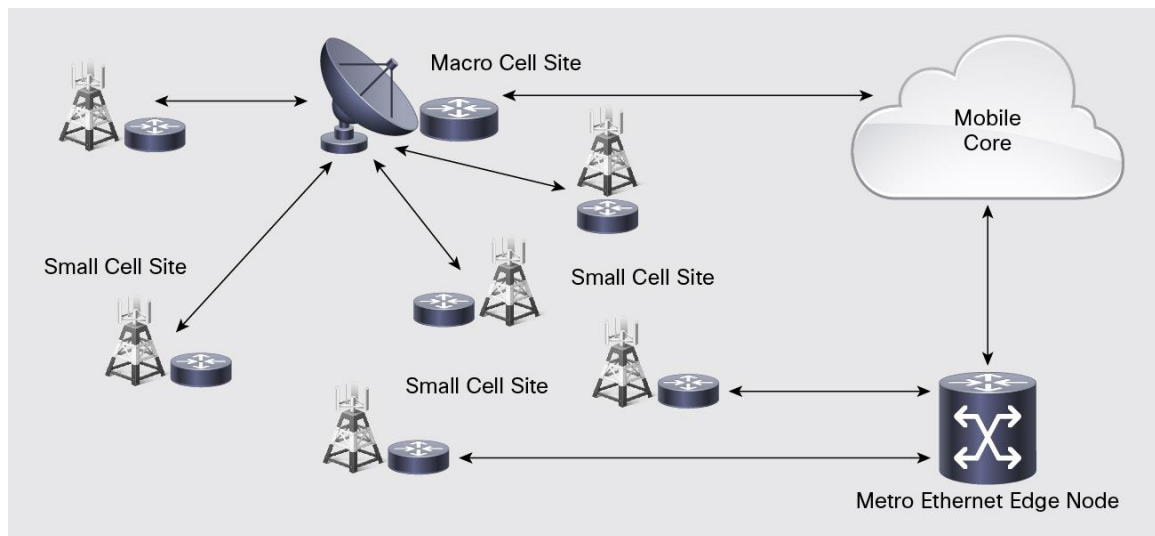 Macro Cell Site
Mobile
Core
Small Cell Site
Small Cell Site
Small Cell Site
Metro Ethernet Edge Node